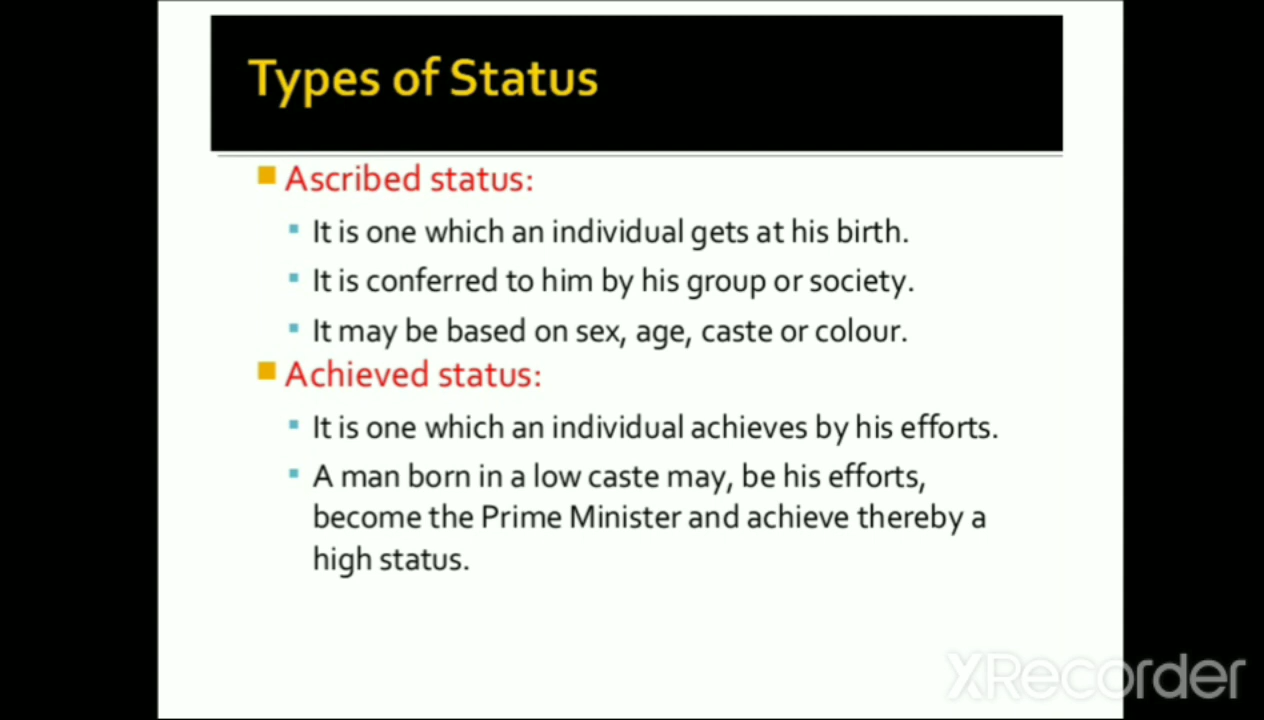 Types of Status
Ascribed status:
It is one which an individual gets at his birth.
It is conferred to him by his group or society.
It may be based on sex, age, caste or colour.
Achieved status:
It is one which an individual achieves by his efforts.
A man born in a low caste may, be his efforts,
become the Prime Minister and achieve thereby a
high status.
XRecorder